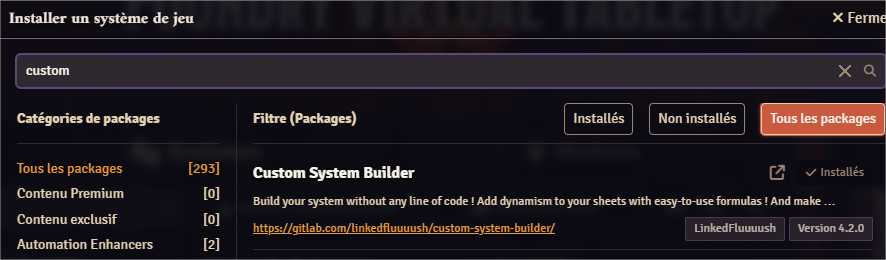 FOUNDRY VIRTUAL TABLETOP
Installer un système de jeu
Ferme
custom
Catégories de packages
Filtre (Packages)
Installés
Non installés
Tous les packages
Tous les packages [293]
Contenu Premium [0]
Contenu exclusif [0]
Automation Enhancers [2]
Custom System Builder
Installés
Build your system without any line of code ! Add dynamism to your sheets with easy-to-use formulas ! And make ...
https://gitlab.com/linkedfluuuush/custom-system-builder/
LinkedFluuuush
Version 4.2.0